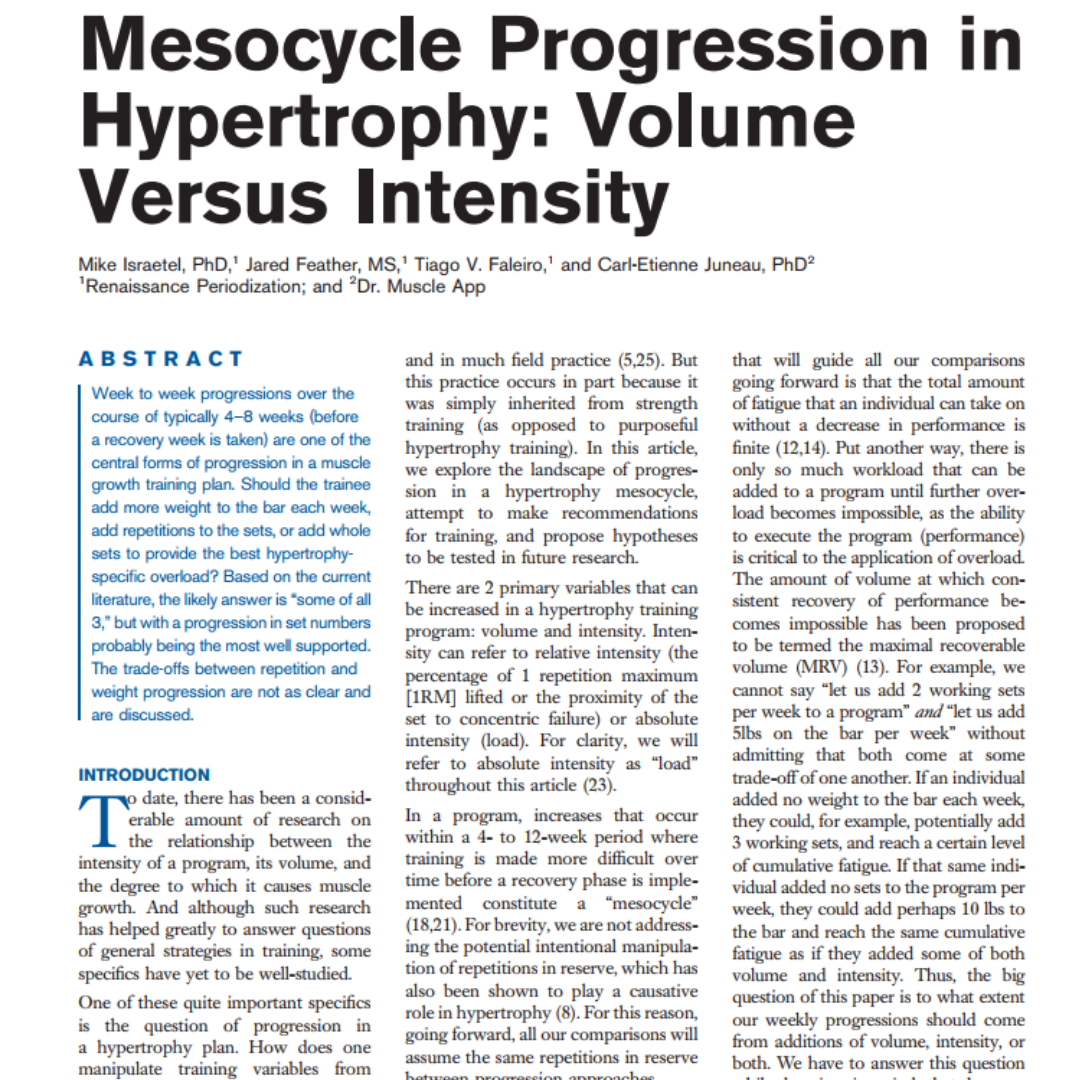 Mesocycle Progression in
Hypertrophy: Volume
Versus Intensity
Mike Israetel, PhD,¹ Jared Feather, MS,¹ Tiago V. Faleiro,¹ and Carl-Etienne Juneau, PhD²
¹Renaissance Periodization; and ²Dr. Muscle App
ABSTRACT
Week to week progressions over the
course of typically 4–8 weeks (before
a recovery week is taken) are one of the
central forms of progression in a muscle
growth training plan. Should the trainee
add more weight to the bar each week,
add repetitions to the sets, or add whole
sets to provide the best hypertrophy-
specific overload? Based on the current
literature, the likely answer is “some of all
3,” but with a progression in set numbers
probably being the most well supported.
The trade-offs between repetition and
weight progression are not as clear and
are discussed.
INTRODUCTION
To date, there has been a consid-
erable amount of research on
the relationship between the
intensity of a program, its volume, and
the degree to which it causes muscle
growth. And although such research
has helped greatly to answer questions
of general strategies in training, some
specifics have yet to be well-studied.
One of these quite important specifics
is the question of progression in
a hypertrophy plan. How does one
manipulate training variables from
and in much field practice (5,25). But
this practice occurs in part because it
was simply inherited from strength
training (as opposed to purposeful
hypertrophy training). In this article,
we explore the landscape of progres-
sion in a hypertrophy mesocycle,
attempt to make recommendations
for training, and propose hypotheses
to be tested in future research.
There are 2 primary variables that can
be increased in a hypertrophy training
program: volume and intensity. Inten-
sity can refer to relative intensity (the
percentage of 1 repetition maximum
[1RM] lifted or the proximity of the
set to concentric failure) or absolute
intensity (load). For clarity, we will
refer to absolute intensity as “load”
throughout this article (23).
In a program, increases that occur
within a 4- to 12-week period where
training is made more difficult over
time before a recovery phase is imple-
mented constitute a “mesocycle”
(18,21). For brevity, we are not address-
ing the potential intentional manipula-
tion of repetitions in reserve, which has
also been shown to play a causative
role in hypertrophy (8). For this reason,
going forward, all our comparisons will
assume the same repetitions in reserve
between progression approaches.
that will guide all our comparisons
going forward is that the total amount
of fatigue that an individual can take on
without a decrease in performance is
finite (12,14). Put another way, there is
only so much workload that can be
added to a program until further over-
load becomes impossible, as the ability
to execute the program (performance)
is critical to the application of overload.
The amount of volume at which con-
sistent recovery of performance be-
comes impossible has been proposed
to be termed the maximal recoverable
volume (MRV) (13). For example, we
cannot say “let us add 2 working sets
per week to a program” and “let us add
5lbs on the bar per week” without
admitting that both come at some
trade-off of one another. If an individual
added no weight to the bar each week,
they could, for example, potentially add
3 working sets, and reach a certain level
of cumulative fatigue. If that same indi-
vidual added no sets to the program per
week, they could add perhaps 10 lbs to
the bar and reach the same cumulative
fatigue as if they added some of both
volume and intensity. Thus, the big
question of this paper is to what extent
our weekly progressions should come
from additions of volume, intensity, or
both. We have to answer this question